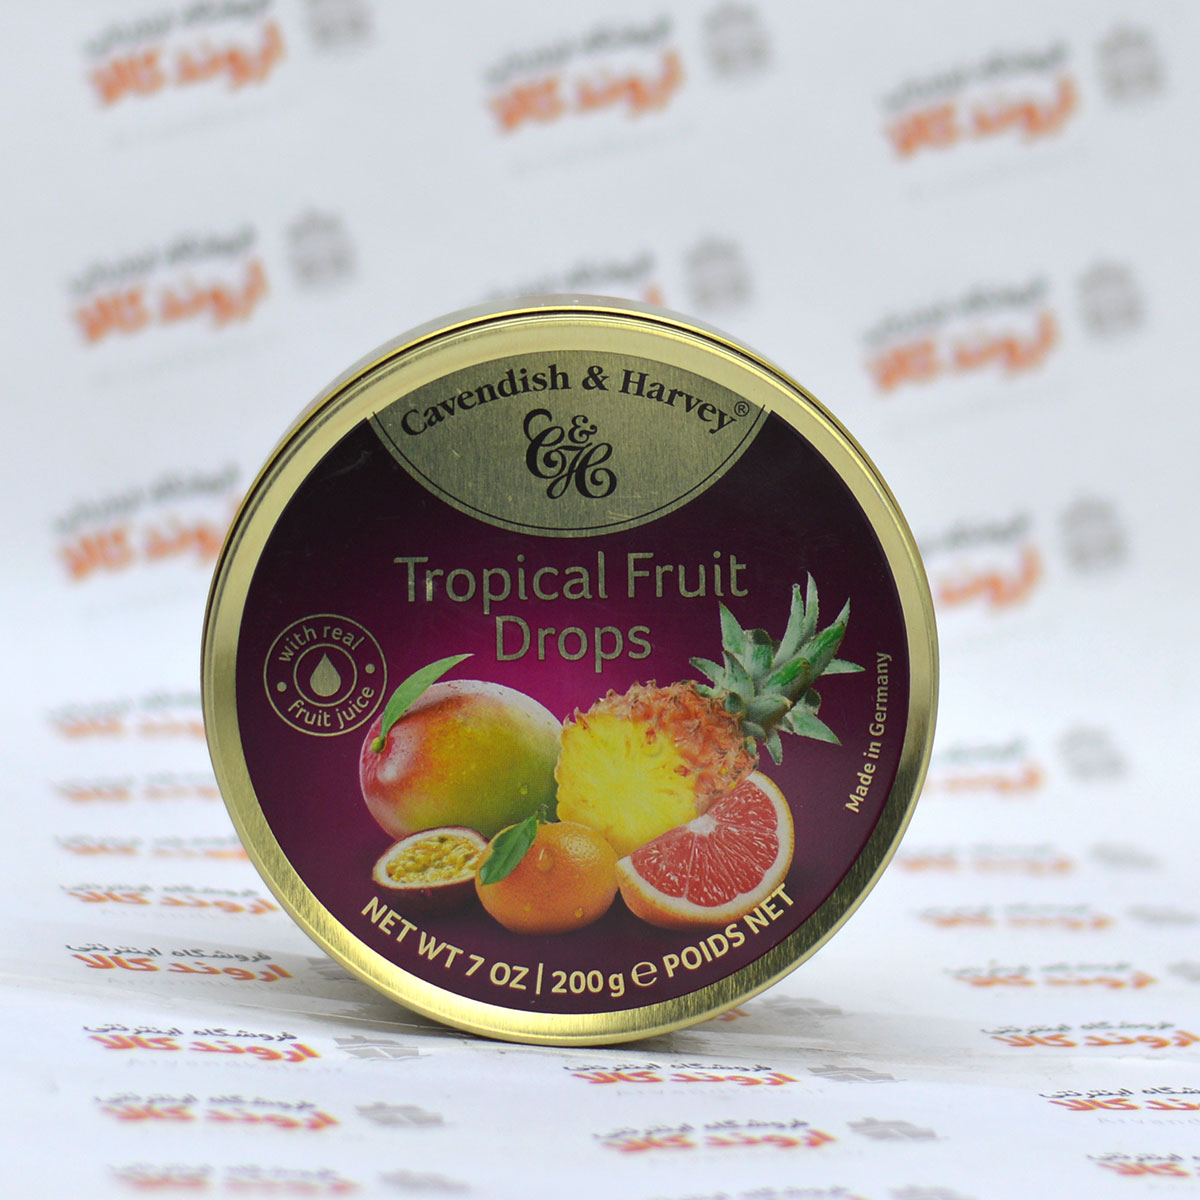 Cavendish & Harvey®
C&H
Tropical Fruit
Drops
with real
fruit juice
Made in Germany
NET WT 7 OZ | 200 g ℮ POIDS NET
فروشگاه اینترنتی
اروند کالا